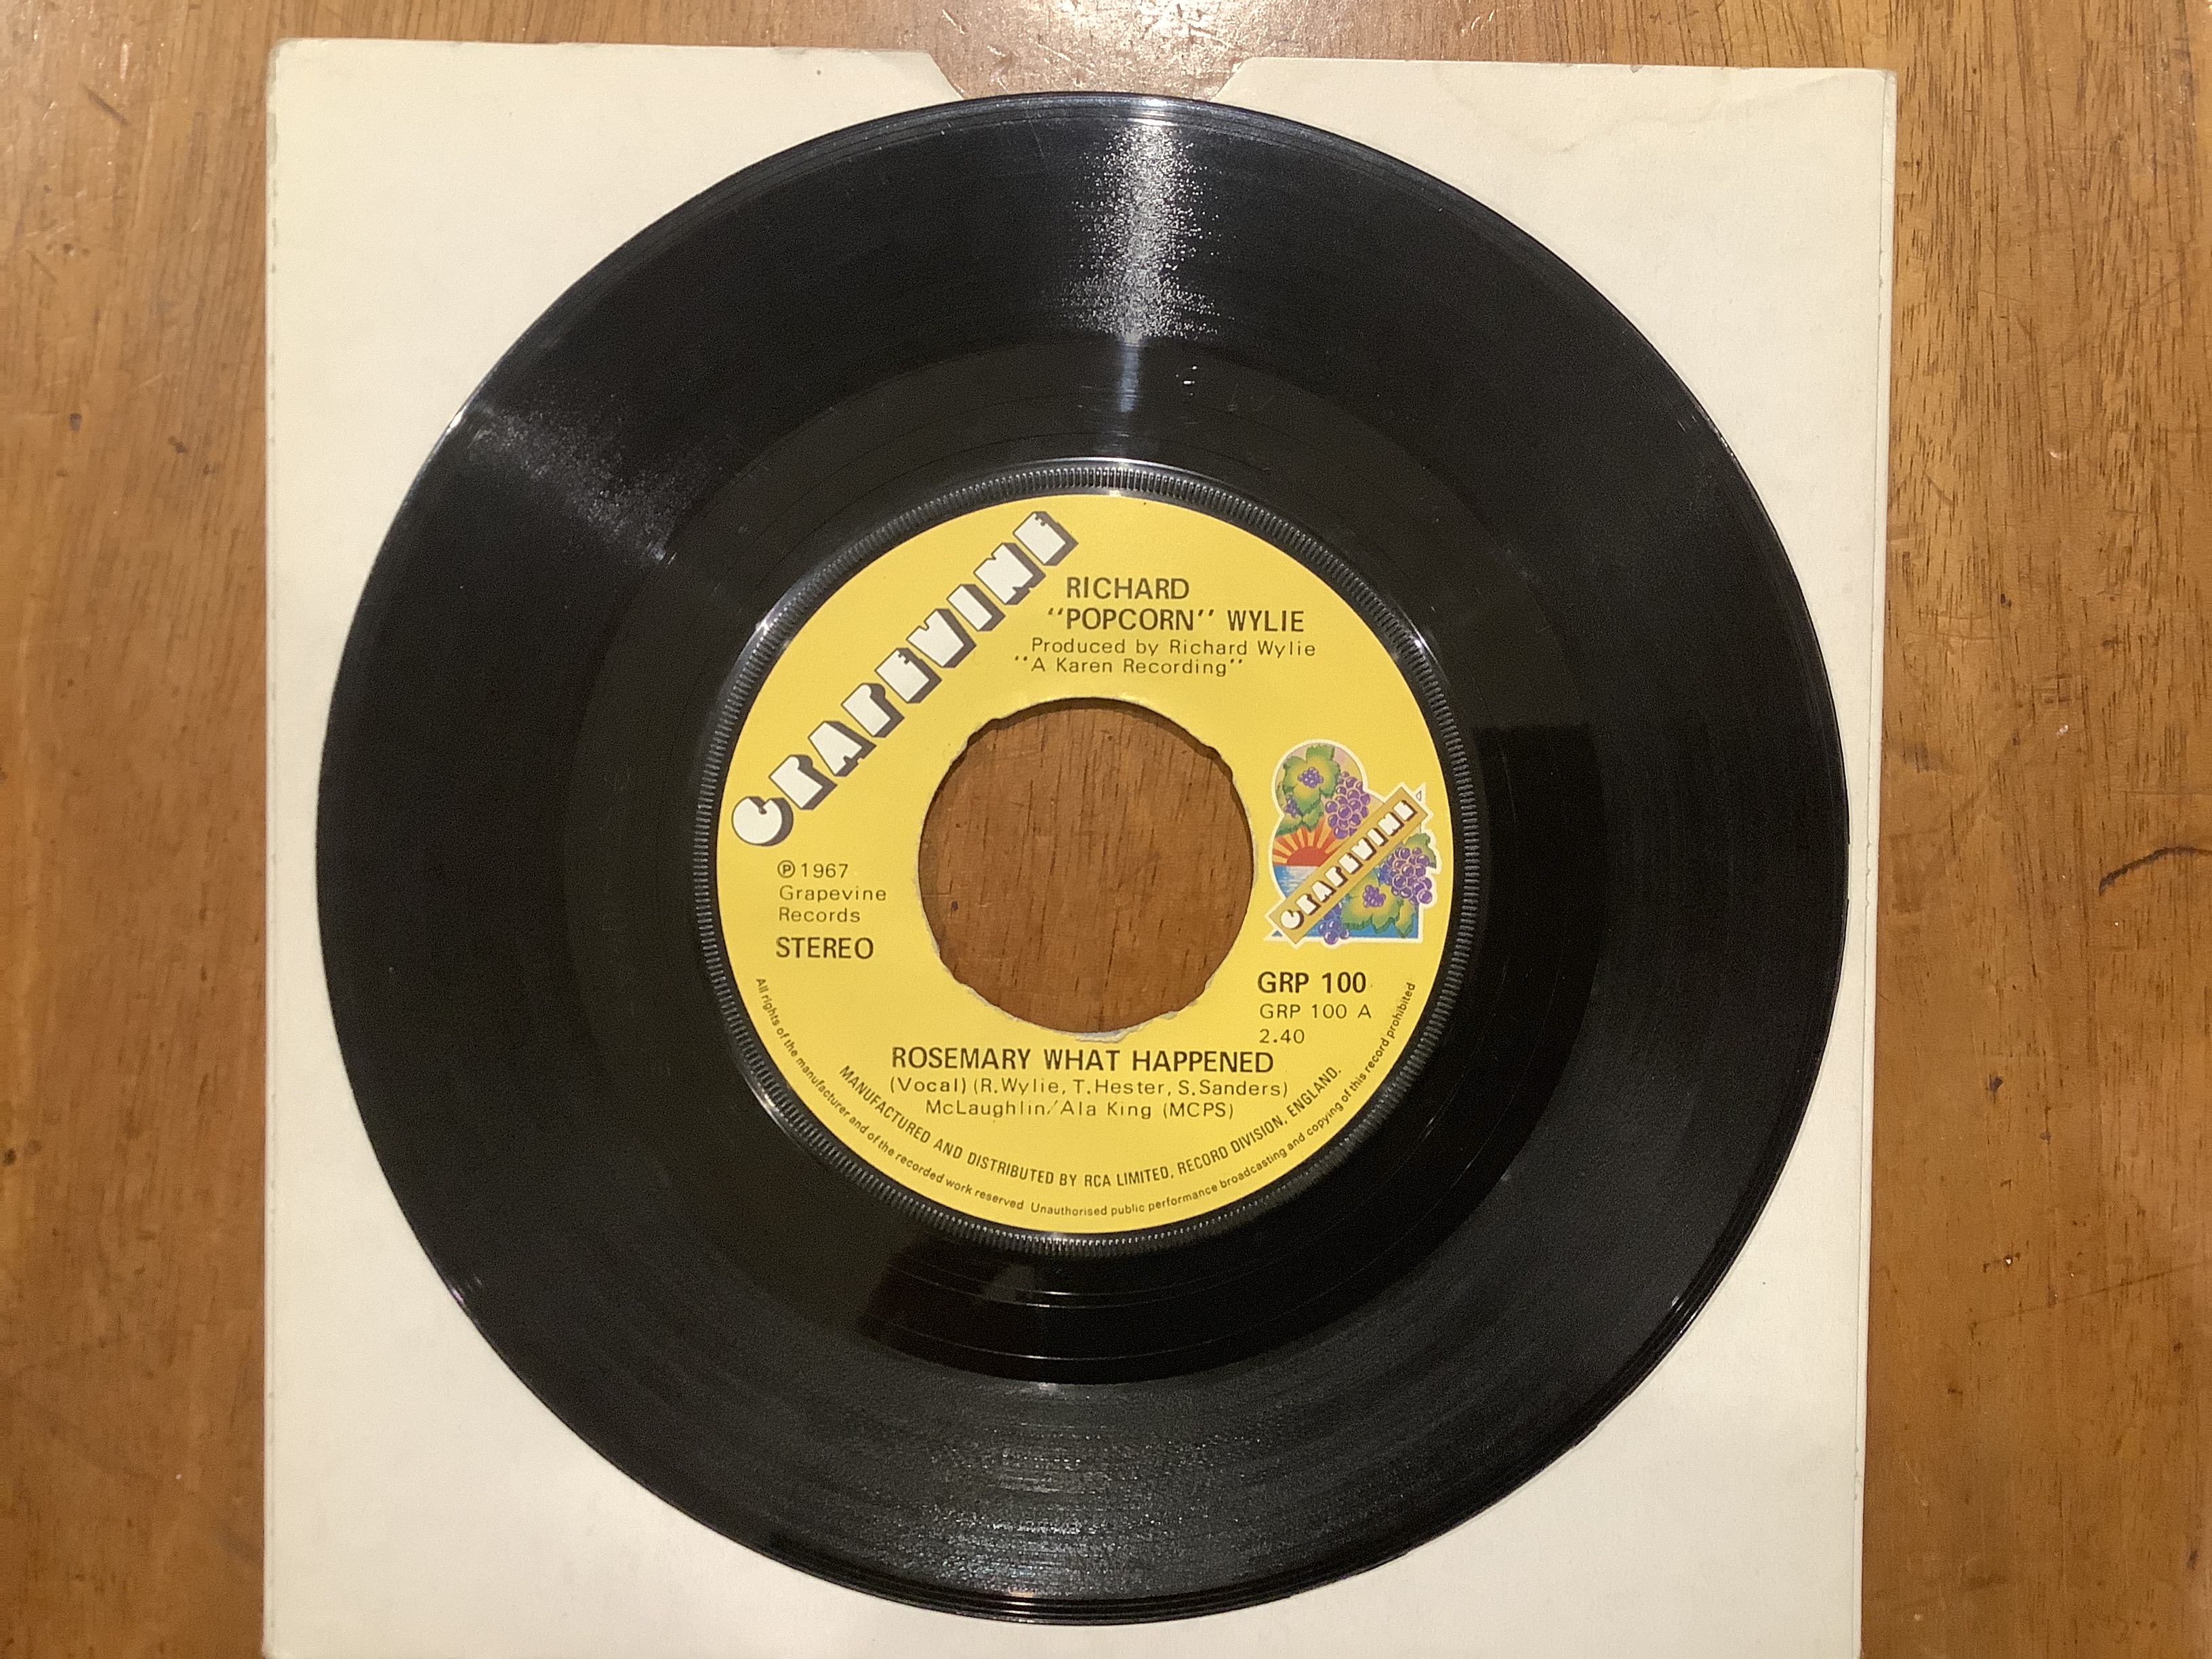 GRAPEVINE
RICHARD
“POPCORN” WYLIE
Produced by Richard Wylie
“A Karen Recording”
GRAPEVINE
Ⓟ 1967
Grapevine
Records
STEREO
GRP 100
GRP 100 A
2.40
ROSEMARY WHAT HAPPENED
(Vocal) (R.Wylie, T.Hester, S.Sanders)
McLaughlin/Ala King (MCPS)
MANUFACTURED AND DISTRIBUTED BY RCA LIMITED, RECORD DIVISION, ENGLAND.
All rights of the manufacturer and of the recorded work reserved Unauthorised public performance broadcasting and copying of this record prohibited